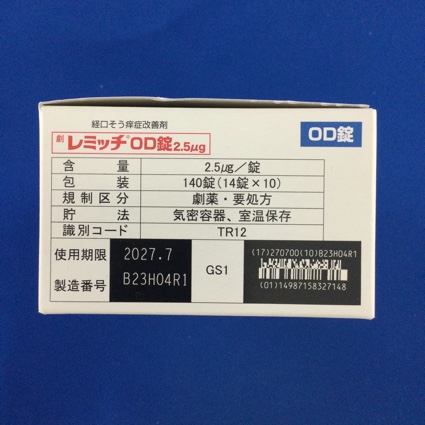 経口そう痒症改善剤
劇 レミッチ®OD錠2.5μg
OD錠
含量 2.5μg/錠
包装 140錠(14錠×10)
規制区分 劇薬・要処方
貯法 気密容器、室温保存
識別コード TR12
使用期限 2027.7
製造番号 B23H04R1
GS1
(17)270700(10)B23H04R1
(01)14987158327148